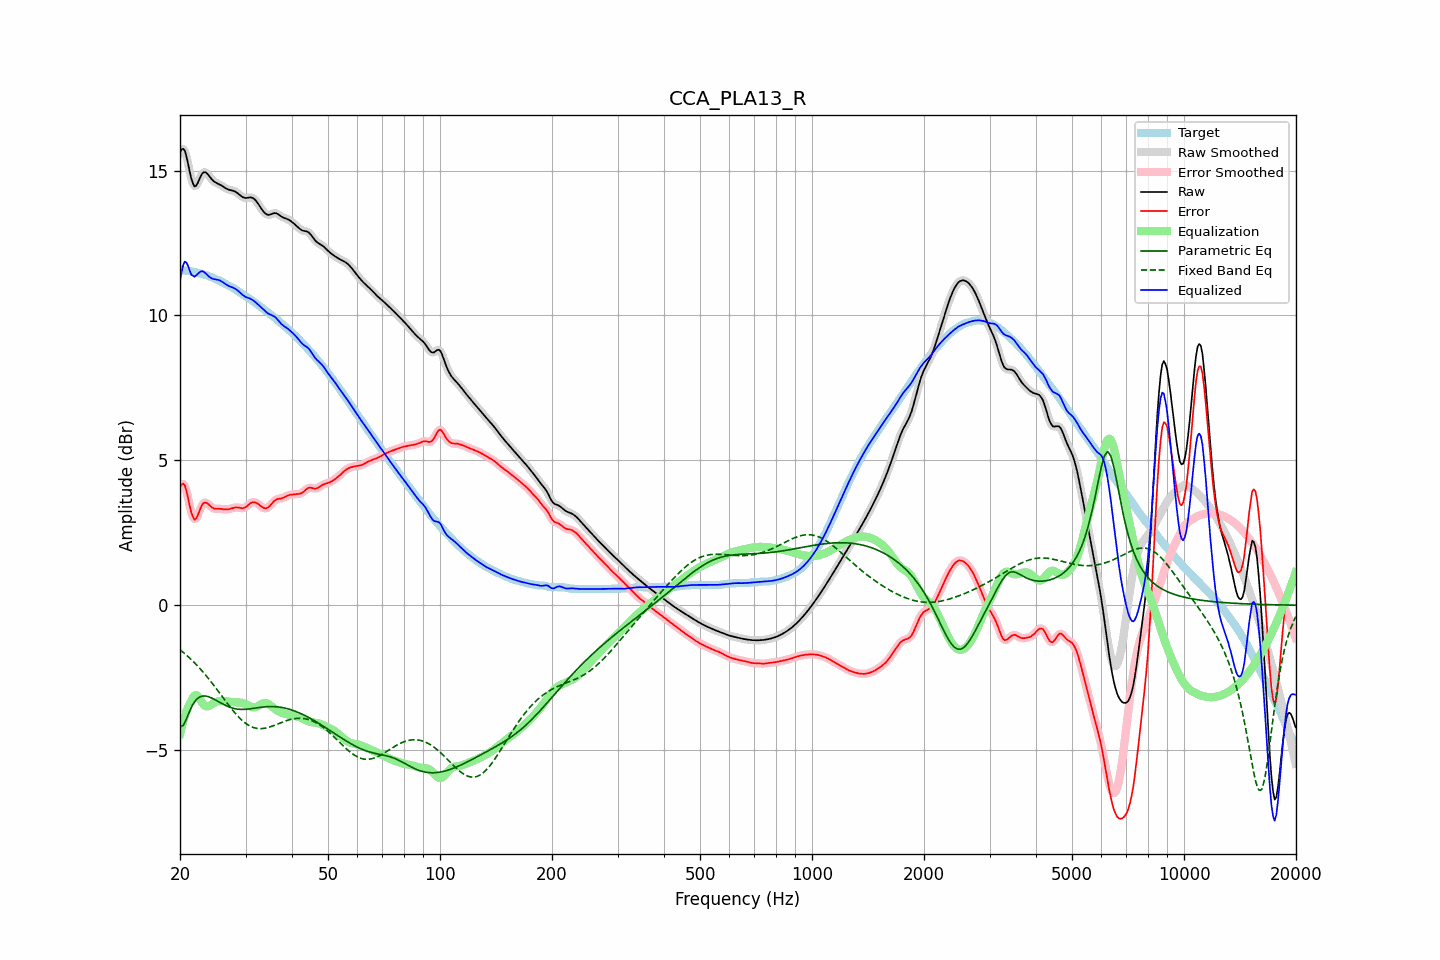 CCA_PLA13_R
Target
Raw Smoothed
Error Smoothed
Raw
Error
Equalization
Parametric Eq
Fixed Band Eq
Equalized
15
10
5
0
−5
Amplitude (dBr)
20 50 100 200 500 1000 2000 5000 10000 20000
Frequency (Hz)